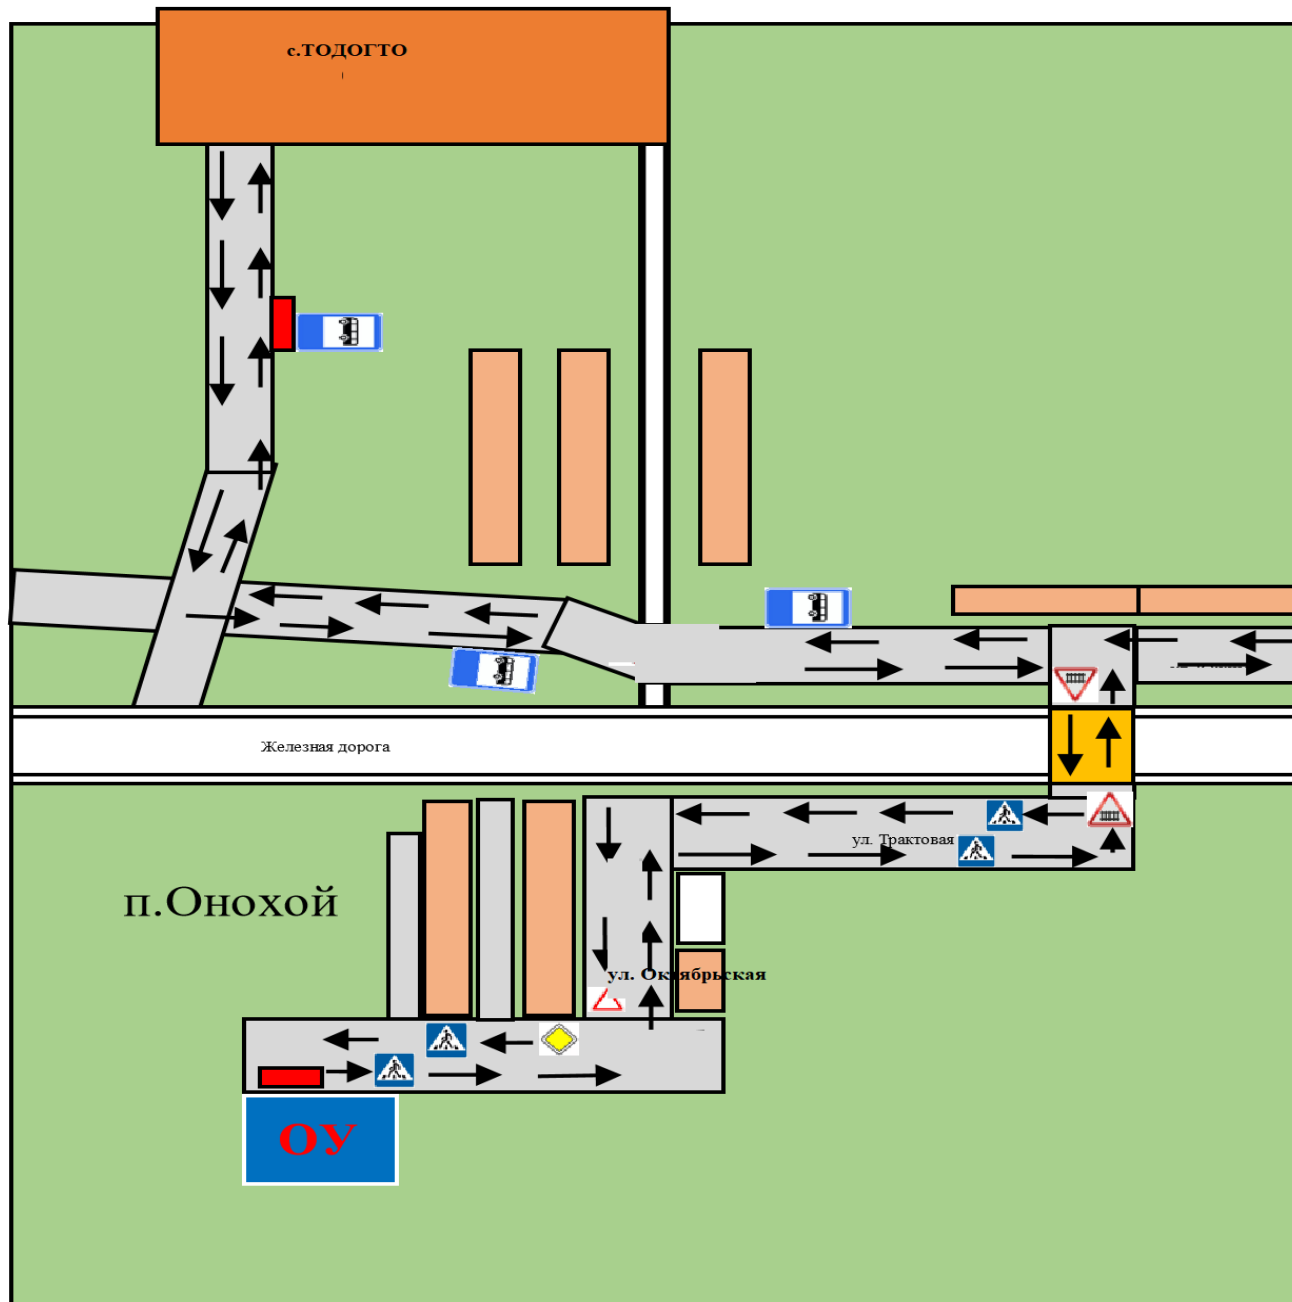 с.ТОДОГТО
Железная дорога
ул. Трактовая
п.Онохой
ул. Октябрьская
ОУ